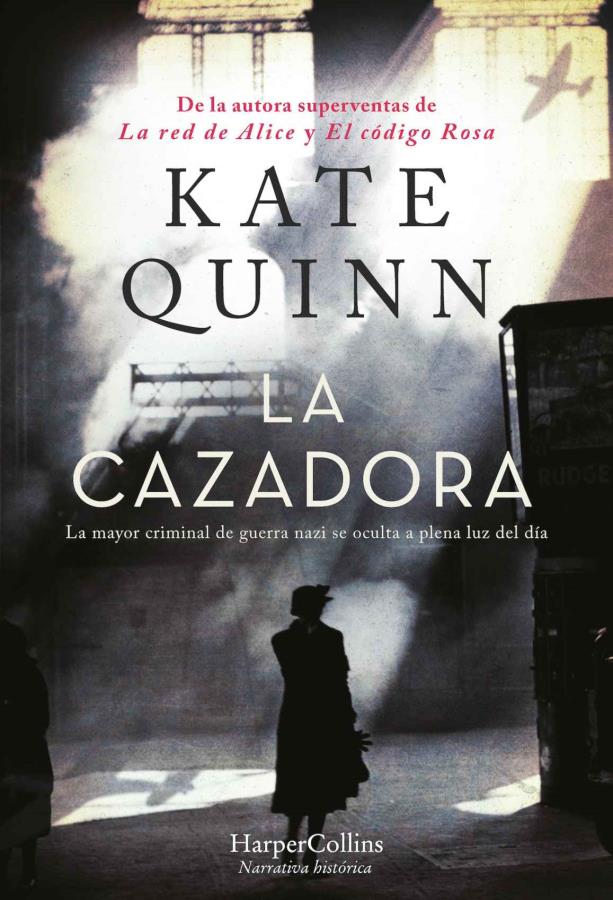 De la autora superventas de
La red de Alice y El código Rosa
KATE
QUINN
LA
CAZADORA
La mayor criminal de guerra nazi se oculta a plena luz del día
RUDGE
HarperCollins
Narrativa histórica